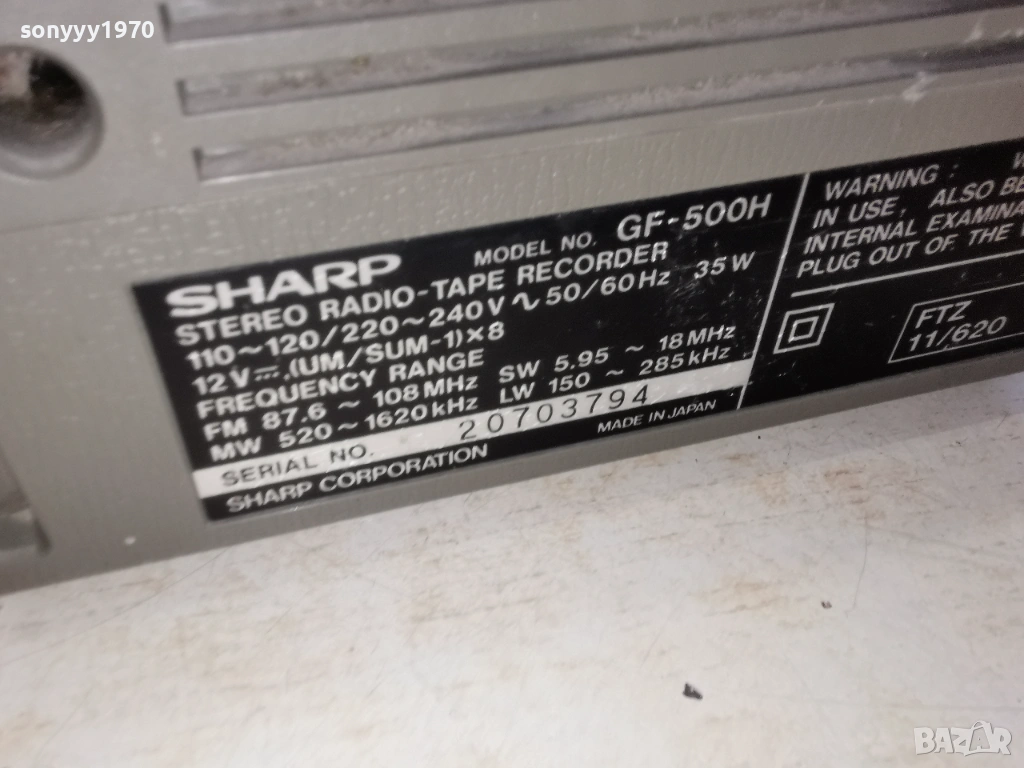 sonyyy1970
SHARP MODEL NO. GF-500H
STEREO RADIO-TAPE RECORDER
110~120/220~240V ∿ 50/60Hz 35W
12V ⎓ (UM/SUM-1)×8
FREQUENCY RANGE
FM 87.6 ~ 108MHz SW 5.95 ~ 18MHz
MW 520~1620kHz LW 150 ~ 285kHz
SERIAL NO. 20703794
SHARP CORPORATION MADE IN JAPAN
WARNING :
IN USE, ALSO BE
INTERNAL
PLUG OUT OF THE
FTZ
11/620
BAZAR